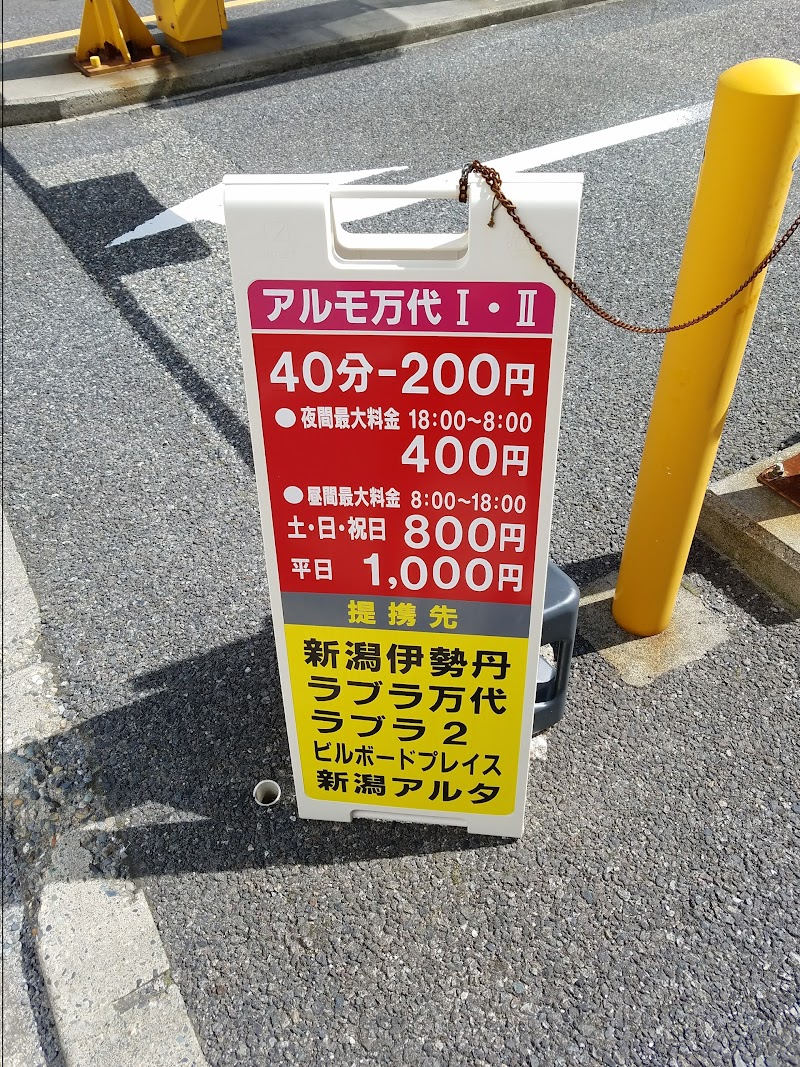 アルモ万代Ⅰ・Ⅱ
40分-200円
●夜間最大料金 18:00～8:00
400円
●昼間最大料金 8:00～18:00
土・日・祝日 800円
平日 1,000円
提携先
新潟伊勢丹
ラブラ万代
ラブラ2
ビルボードプレイス
新潟アルタ